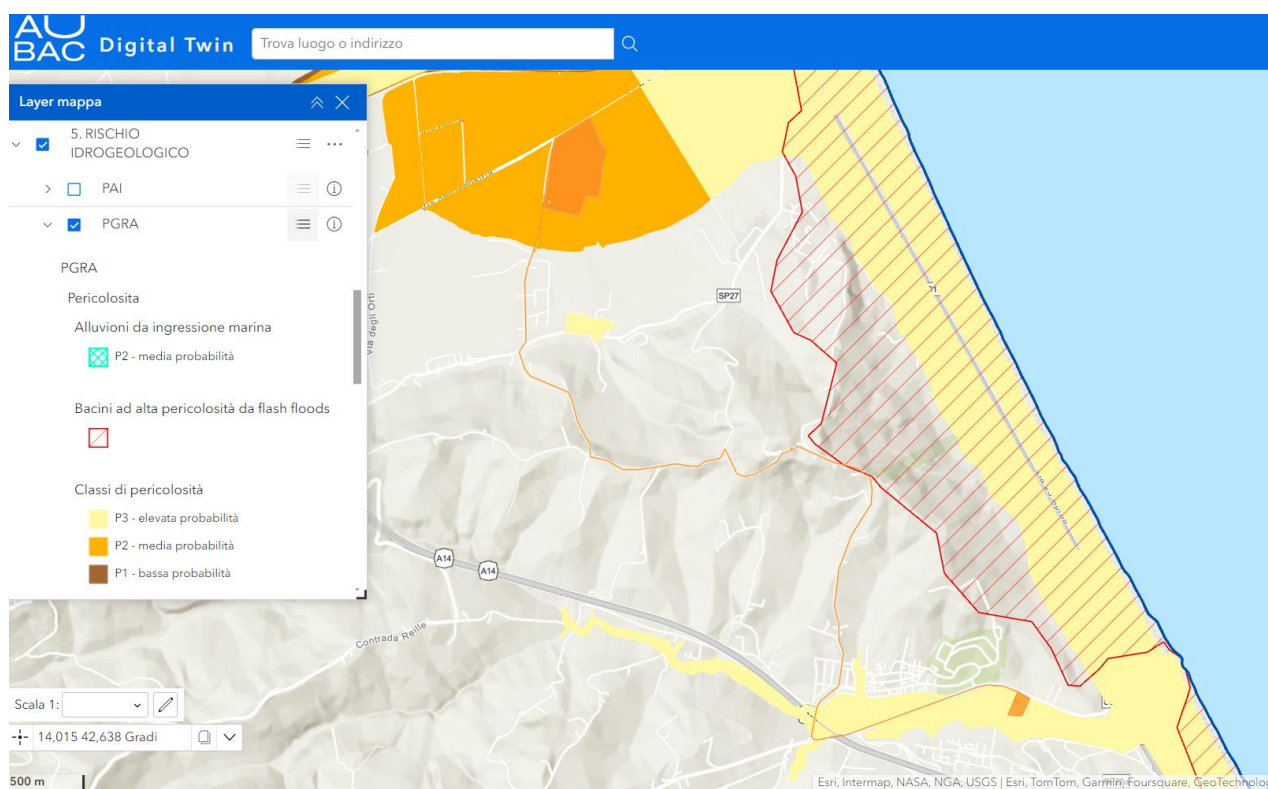 AU
BAC Digital Twin
Trova luogo o indirizzo
Layer mappa
5. RISCHIO
IDROGEOLOGICO
PAI
PGRA
PGRA
Pericolosita
Alluvioni da ingressione marina
P2 - media probabilità
Bacini ad alta pericolosità da flash floods
Classi di pericolosità
P3 - elevata probabilità
P2 - media probabilità
P1 - bassa probabilità
Via degli Orti
SP27
A14
A14
Contrada Reille
Scala 1:
14,015 42,638 Gradi
500 m
Esri, Intermap, NASA, NGA, USGS | Esri, TomTom, Garmin, Foursquare, GeoTechnolog